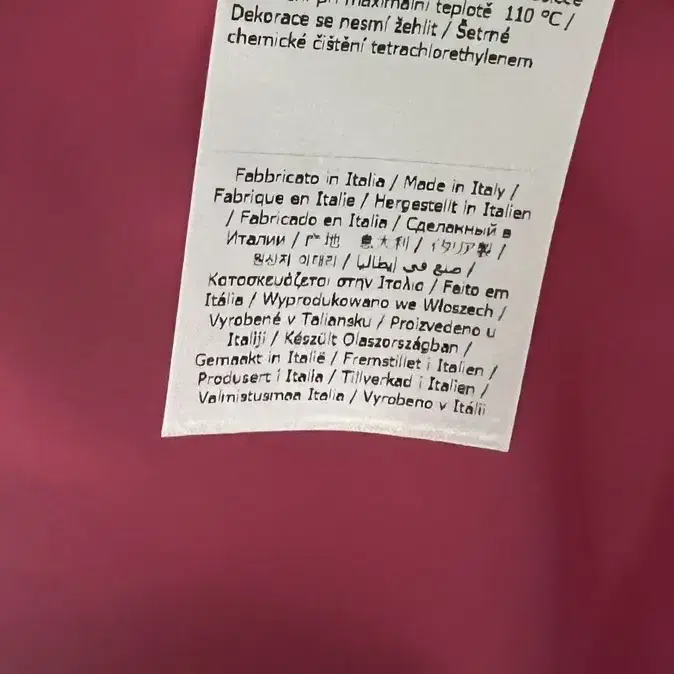 maximální teplotě 110 °C /
Dekorace se nesmí žehlit / Šetrné
chemické čištění tetrachlorethylenem
Fabbricato in Italia / Made in Italy /
Fabrique en Italie / Hergestellt in Italien
/ Fabricado en Italia / Сделанный в
Италии / 产地 意大利 / イタリア製 /
원산지 이태리 / صنع في إيطاليا /
Κατασκευάζεται στην Ιταλία / Faito em
Itália / Wyprodukowano we Włoszech /
Vyrobené v Taliansku / Proizvedeno u
Italiji / Készült Olaszországban /
Gemaakt in Italië / Fremstillet i Italien /
Produsert i Italia / Tillverkad i Italien /
Valmistusmaa Italia / Vyrobeno v Itálii